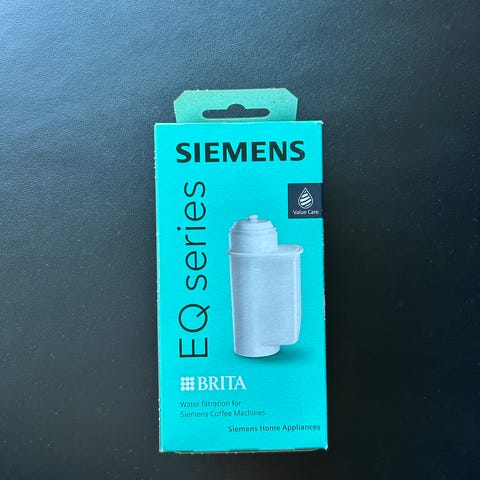 SIEMENS
EQ series
Value Care
BRITA
Water filtration for
Siemens Coffee Machines
Siemens Home Appliances